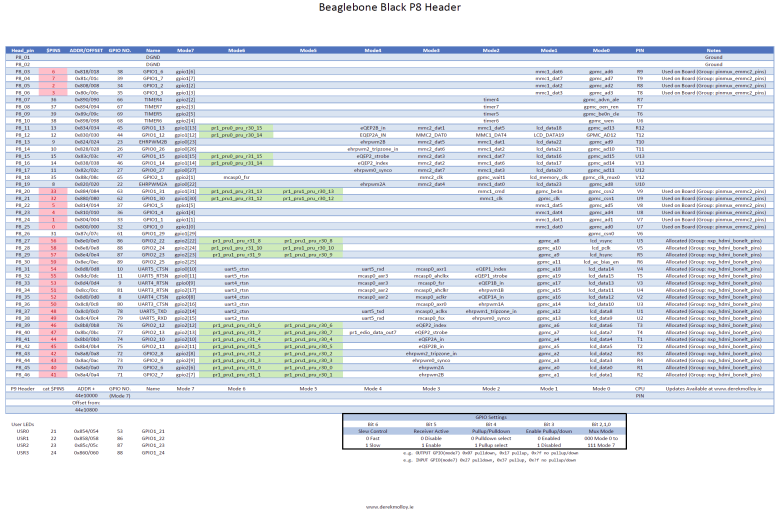 Beaglebone Black P8 Header
Head_pin $PINS ADDR/OFFSET GPIO NO. Name Mode7 Mode6 Mode5 Mode4 Mode3 Mode2 Mode1 Mode0 PIN Notes
P8_01 DGND Ground
P8_02 DGND Ground
P8_03 6 0x818/018 38 GPIO1_6 gpio1[6] mmc1_dat6 gpmc_ad6 R9 Used on Board (Group: pinmux_emmc2_pins)
P8_04 7 0x81c/01c 39 GPIO1_7 gpio1[7] mmc1_dat7 gpmc_ad7 T9 Used on Board (Group: pinmux_emmc2_pins)
P8_05 2 0x808/008 34 GPIO1_2 gpio1[2] mmc1_dat2 gpmc_ad2 R8 Used on Board (Group: pinmux_emmc2_pins)
P8_06 3 0x80c/00c 35 GPIO1_3 gpio1[3] mmc1_dat3 gpmc_ad3 T8 Used on Board (Group: pinmux_emmc2_pins)
P8_07 36 0x890/090 66 TIMER4 gpio2[2] timer4 gpmc_advn_ale R7
P8_08 37 0x894/094 67 TIMER7 gpio2[3] timer7 gpmc_oen_ren T7
P8_09 39 0x89c/09c 69 TIMER5 gpio2[5] timer5 gpmc_be0n_cle T6
P8_10 38 0x898/098 68 TIMER6 gpio2[4] timer6 gpmc_wen U6
P8_11 13 0x834/034 45 GPIO1_13 gpio1[13] pr1_pru0_pru_r30_15 eQEP2B_in mmc2_dat1 mmc1_dat5 lcd_data18 gpmc_ad13 R12
P8_12 12 0x830/030 44 GPIO1_12 gpio1[12] pr1_pru0_pru_r30_14 eQEP2A_in MMC2_DAT0 MMC1_DAT4 LCD_DATA19 GPMC_AD12 T12
P8_13 9 0x824/024 23 EHRPWM2B gpio0[23] ehrpwm2B mmc2_dat5 mmc1_dat1 lcd_data22 gpmc_ad9 T10
P8_14 10 0x828/028 26 GPIO0_26 gpio0[26] ehrpwm2_tripzone_in mmc2_dat6 mmc1_dat2 lcd_data21 gpmc_ad10 T11
P8_15 15 0x83c/03c 47 GPIO1_15 gpio1[15] pr1_pru0_pru_r31_15 eQEP2_strobe mmc2_dat3 mmc1_dat7 lcd_data16 gpmc_ad15 U13
P8_16 14 0x838/038 46 GPIO1_14 gpio1[14] pr1_pru0_pru_r31_14 eQEP2_index mmc2_dat2 mmc1_dat6 lcd_data17 gpmc_ad14 V13
P8_17 11 0x82c/02c 27 GPIO0_27 gpio0[27] ehrpwm0_synco mmc2_dat7 mmc1_dat3 lcd_data20 gpmc_ad11 U12
P8_18 35 0x88c/08c 65 GPIO2_1 gpio2[1] mcasp0_fsr mmc2_clk gpmc_wait1 lcd_memory_clk gpmc_clk_mux0 V12
P8_19 8 0x820/020 22 EHRPWM2A gpio0[22] ehrpwm2A mmc2_dat4 mmc1_dat0 lcd_data23 gpmc_ad8 U10
P8_20 33 0x884/084 63 GPIO1_31 gpio1[31] pr1_pru1_pru_r31_13 pr1_pru1_pru_r30_13 mmc1_cmd gpmc_be1n gpmc_csn2 V9 Used on Board (Group: pinmux_emmc2_pins)
P8_21 32 0x880/080 62 GPIO1_30 gpio1[30] pr1_pru1_pru_r31_12 pr1_pru1_pru_r30_12 mmc1_clk gpmc_clk gpmc_csn1 U9 Used on Board (Group: pinmux_emmc2_pins)
P8_22 5 0x814/014 37 GPIO1_5 gpio1[5] mmc1_dat5 gpmc_ad5 V8 Used on Board (Group: pinmux_emmc2_pins)
P8_23 4 0x810/010 36 GPIO1_4 gpio1[4] mmc1_dat4 gpmc_ad4 U8 Used on Board (Group: pinmux_emmc2_pins)
P8_24 1 0x804/004 33 GPIO1_1 gpio1[1] mmc1_dat1 gpmc_ad1 V7 Used on Board (Group: pinmux_emmc2_pins)
P8_25 0 0x800/000 32 GPIO1_0 gpio1[0] mmc1_dat0 gpmc_ad0 U7 Used on Board (Group: pinmux_emmc2_pins)
P8_26 31 0x87c/07c 61 GPIO1_29 gpio1[29] gpmc_csn0 V6
P8_27 56 0x8e0/0e0 86 GPIO2_22 gpio2[22] pr1_pru1_pru_r31_8 pr1_pru1_pru_r30_8 gpmc_a8 lcd_vsync U5 Allocated (Group: nxp_hdmi_bonelt_pins)
P8_28 58 0x8e8/0e8 88 GPIO2_24 gpio2[24] pr1_pru1_pru_r31_10 pr1_pru1_pru_r30_10 gpmc_a10 lcd_pclk V5 Allocated (Group: nxp_hdmi_bonelt_pins)
P8_29 57 0x8e4/0e4 87 GPIO2_23 gpio2[23] pr1_pru1_pru_r31_9 pr1_pru1_pru_r30_9 gpmc_a9 lcd_hsync R5 Allocated (Group: nxp_hdmi_bonelt_pins)
P8_30 59 0x8ec/0ec 89 GPIO2_25 gpio2[25] gpmc_a11 lcd_ac_bias_en R6 Allocated (Group: nxp_hdmi_bonelt_pins)
P8_31 54 0x8d8/0d8 10 UART5_CTSN gpio0[10] uart5_ctsn uart5_rxd mcasp0_axr1 eQEP1_index gpmc_a18 lcd_data14 V4 Allocated (Group: nxp_hdmi_bonelt_pins)
P8_32 55 0x8dc/0dc 11 UART5_RTSN gpio0[11] uart5_rtsn mcasp0_axr3 mcasp0_ahclkx eQEP1_strobe gpmc_a19 lcd_data15 T5 Allocated (Group: nxp_hdmi_bonelt_pins)
P8_33 53 0x8d4/0d4 9 UART4_RTSN gpio0[9] uart4_rtsn mcasp0_axr3 mcasp0_fsr eQEP1B_in gpmc_a17 lcd_data13 V3 Allocated (Group: nxp_hdmi_bonelt_pins)
P8_34 51 0x8cc/0cc 81 UART3_RTSN gpio2[17] uart3_rtsn mcasp0_axr2 mcasp0_ahclkr ehrpwm1B gpmc_a15 lcd_data11 U4 Allocated (Group: nxp_hdmi_bonelt_pins)
P8_35 52 0x8d0/0d0 8 UART4_CTSN gpio0[8] uart4_ctsn mcasp0_axr2 mcasp0_aclkr eQEP1A_in gpmc_a16 lcd_data12 V2 Allocated (Group: nxp_hdmi_bonelt_pins)
P8_36 50 0x8c8/0c8 80 UART3_CTSN gpio2[16] uart3_ctsn mcasp0_axr0 ehrpwm1A gpmc_a14 lcd_data10 U3 Allocated (Group: nxp_hdmi_bonelt_pins)
P8_37 48 0x8c0/0c0 78 UART5_TXD gpio2[14] uart2_ctsn uart5_txd mcasp0_aclkx ehrpwm1_tripzone_in gpmc_a12 lcd_data8 U1 Allocated (Group: nxp_hdmi_bonelt_pins)
P8_38 49 0x8c4/0c4 79 UART5_RXD gpio2[15] uart2_rtsn uart5_rxd mcasp0_fsx ehrpwm0_synco gpmc_a13 lcd_data9 U2 Allocated (Group: nxp_hdmi_bonelt_pins)
P8_39 46 0x8b8/0b8 76 GPIO2_12 gpio2[12] pr1_pru1_pru_r31_6 pr1_pru1_pru_r30_6 eQEP2_index gpmc_a6 lcd_data6 T3 Allocated (Group: nxp_hdmi_bonelt_pins)
P8_40 47 0x8bc/0bc 77 GPIO2_13 gpio2[13] pr1_pru1_pru_r31_7 pr1_pru1_pru_r30_7 pr1_edio_data_out7 eQEP2_strobe gpmc_a7 lcd_data7 T4 Allocated (Group: nxp_hdmi_bonelt_pins)
P8_41 44 0x8b0/0b0 74 GPIO2_10 gpio2[10] pr1_pru1_pru_r31_4 pr1_pru1_pru_r30_4 eQEP2A_in gpmc_a4 lcd_data4 T1 Allocated (Group: nxp_hdmi_bonelt_pins)
P8_42 45 0x8b4/0b4 75 GPIO2_11 gpio2[11] pr1_pru1_pru_r31_5 pr1_pru1_pru_r30_5 eQEP2B_in gpmc_a5 lcd_data5 T2 Allocated (Group: nxp_hdmi_bonelt_pins)
P8_43 42 0x8a8/0a8 72 GPIO2_8 gpio2[8] pr1_pru1_pru_r31_2 pr1_pru1_pru_r30_2 ehrpwm2_tripzone_in gpmc_a2 lcd_data2 R3 Allocated (Group: nxp_hdmi_bonelt_pins)
P8_44 43 0x8ac/0ac 73 GPIO2_9 gpio2[9] pr1_pru1_pru_r31_3 pr1_pru1_pru_r30_3 ehrpwm0_synco gpmc_a3 lcd_data3 R4 Allocated (Group: nxp_hdmi_bonelt_pins)
P8_45 40 0x8a0/0a0 70 GPIO2_6 gpio2[6] pr1_pru1_pru_r31_0 pr1_pru1_pru_r30_0 ehrpwm2A gpmc_a0 lcd_data0 R1 Allocated (Group: nxp_hdmi_bonelt_pins)
P8_46 41 0x8a4/0a4 71 GPIO2_7 gpio2[7] pr1_pru1_pru_r31_1 pr1_pru1_pru_r30_1 ehrpwm2B gpmc_a1 lcd_data1 R2 Allocated (Group: nxp_hdmi_bonelt_pins)
P9 Header cat $PINS ADDR + GPIO NO. Name Mode 7 Mode 6 Mode 5 Mode 4 Mode 3 Mode 2 Mode 1 Mode 0 CPU Updates Available at www.derekmolloy.ie
44e10000 (Mode 7) PIN
Offset from:
44e10800
GPIO Settings
User LEDs Bit 6 Bit 5 Bit 4 Bit 3 Bit 2,1,0
USR0 21 0x854/054 53 GPIO1_21 Slew Control Receiver Active Pullup/Pulldown Enable Pullup/down Mux Mode
USR1 22 0x858/058 86 GPIO1_22 0 Fast 0 Disable 0 Pulldown select 0 Enabled 000 Mode 0 to
USR2 23 0x85c/05c 87 GPIO1_23 1 Slow 1 Enable 1 Pullup select 1 Disabled 111 Mode 7
USR3 24 0x860/060 88 GPIO1_24 e.g. OUTPUT GPIO(mode7) 0x07 pulldown, 0x17 pullup, 0x?f no pullup/down
e.g. INPUT GPIO(mode7) 0x27 pulldown, 0x37 pullup, 0x?f no pullup/down
www.derekmolloy.ie